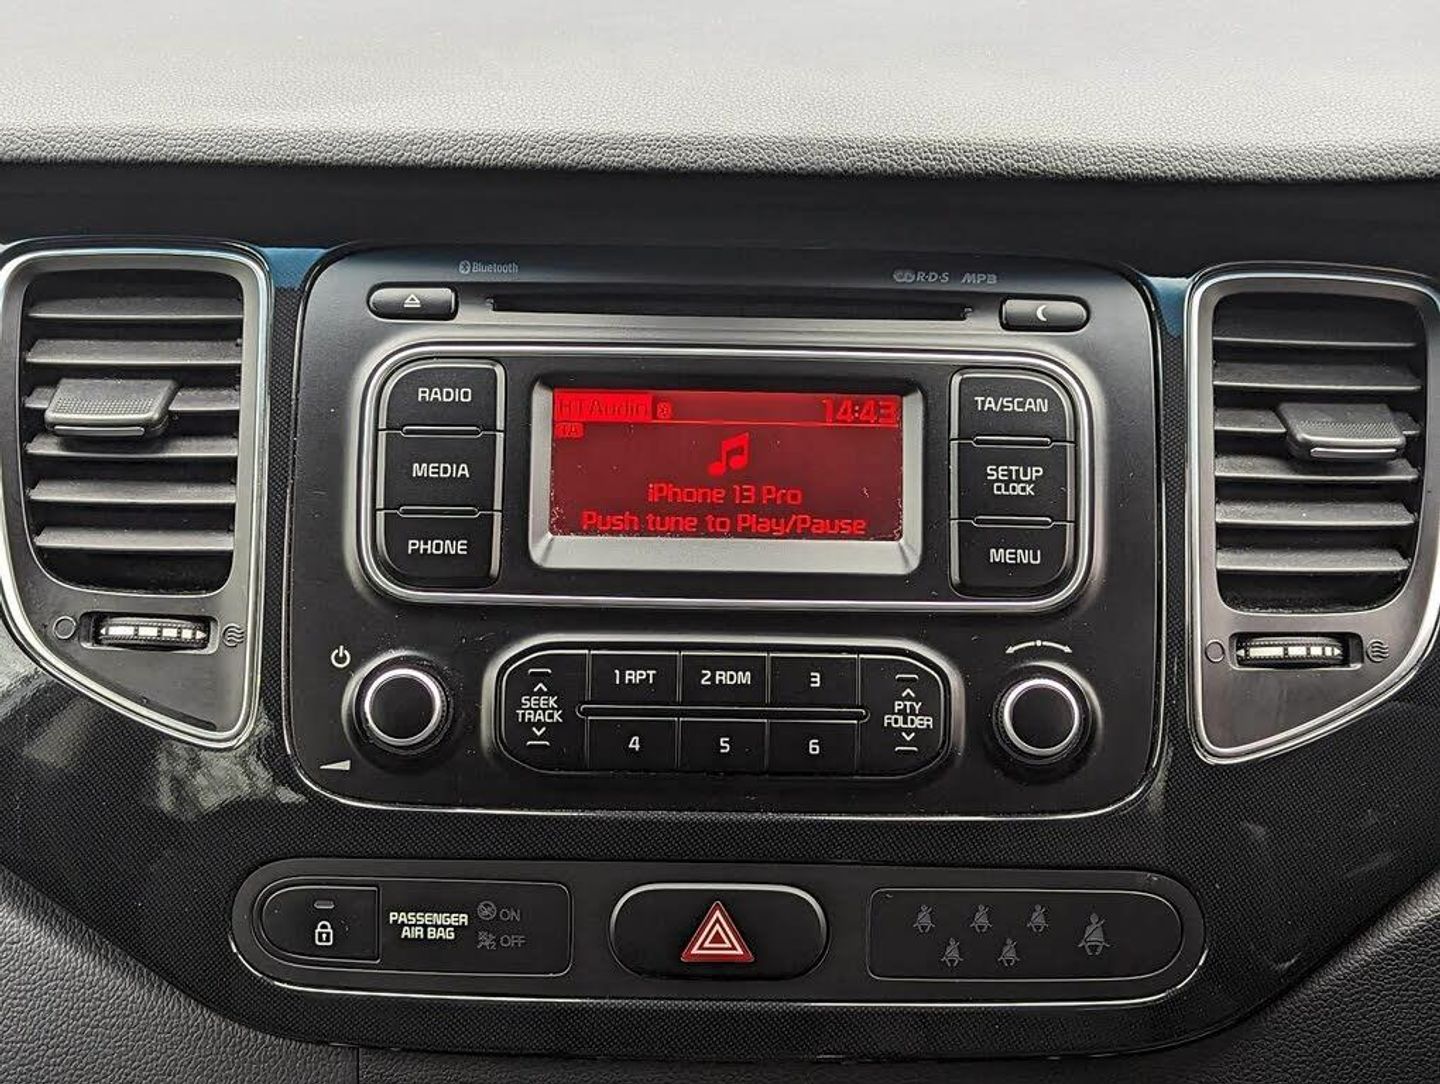 Bluetooth
R·D·S MP3
RADIO
MEDIA
PHONE
BT Audio
14:43
TA
iPhone 13 Pro
Push tune to Play/Pause
TA/SCAN
SETUP
CLOCK
MENU
SEEK
TRACK
1 RPT
2 RDM
3
4
5
6
PTY
FOLDER
PASSENGER
AIR BAG
ON
OFF